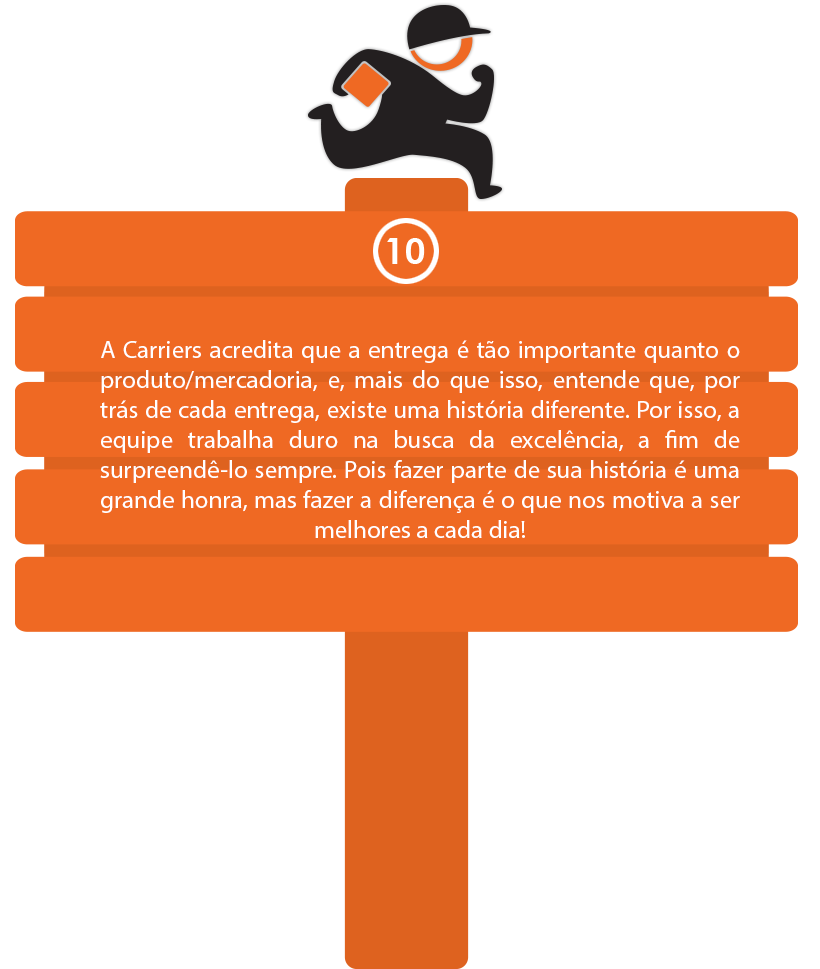 10
A Carriers acredita que a entrega é tão importante quanto o
produto/mercadoria, e, mais do que isso, entende que, por
trás de cada entrega, existe uma história diferente. Por isso, a
equipe trabalha duro na busca da excelência, a fim de
surpreendê-lo sempre. Pois fazer parte de sua história é uma
grande honra, mas fazer a diferença é o que nos motiva a ser
melhores a cada dia!